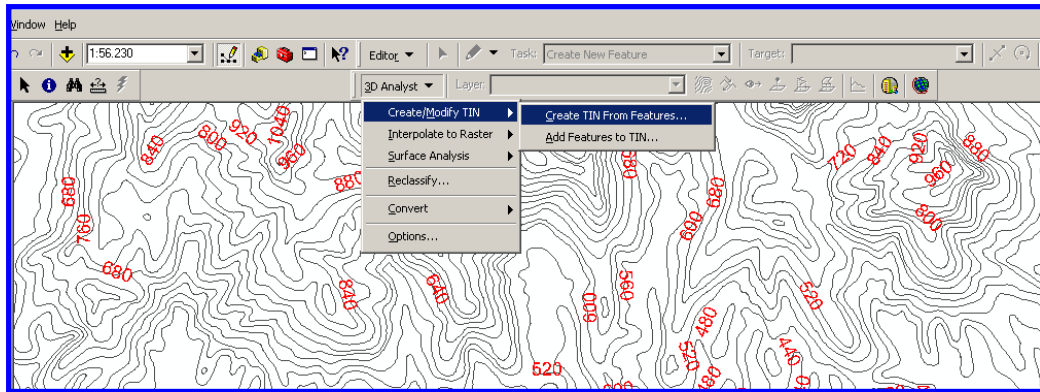 Window Help
1:56.230 Editor Task: Create New Feature Target:
3D Analyst Layer:
Create/Modify TIN
Interpolate to Raster
Surface Analysis
Reclassify...
Convert
Options...
Create TIN From Features...
Add Features to TIN...
840 800 920 1040 960
680 760 680 880
840 640
680 680 600
560 600 520
480 520 480 440 520
720 840 920 880 960 800